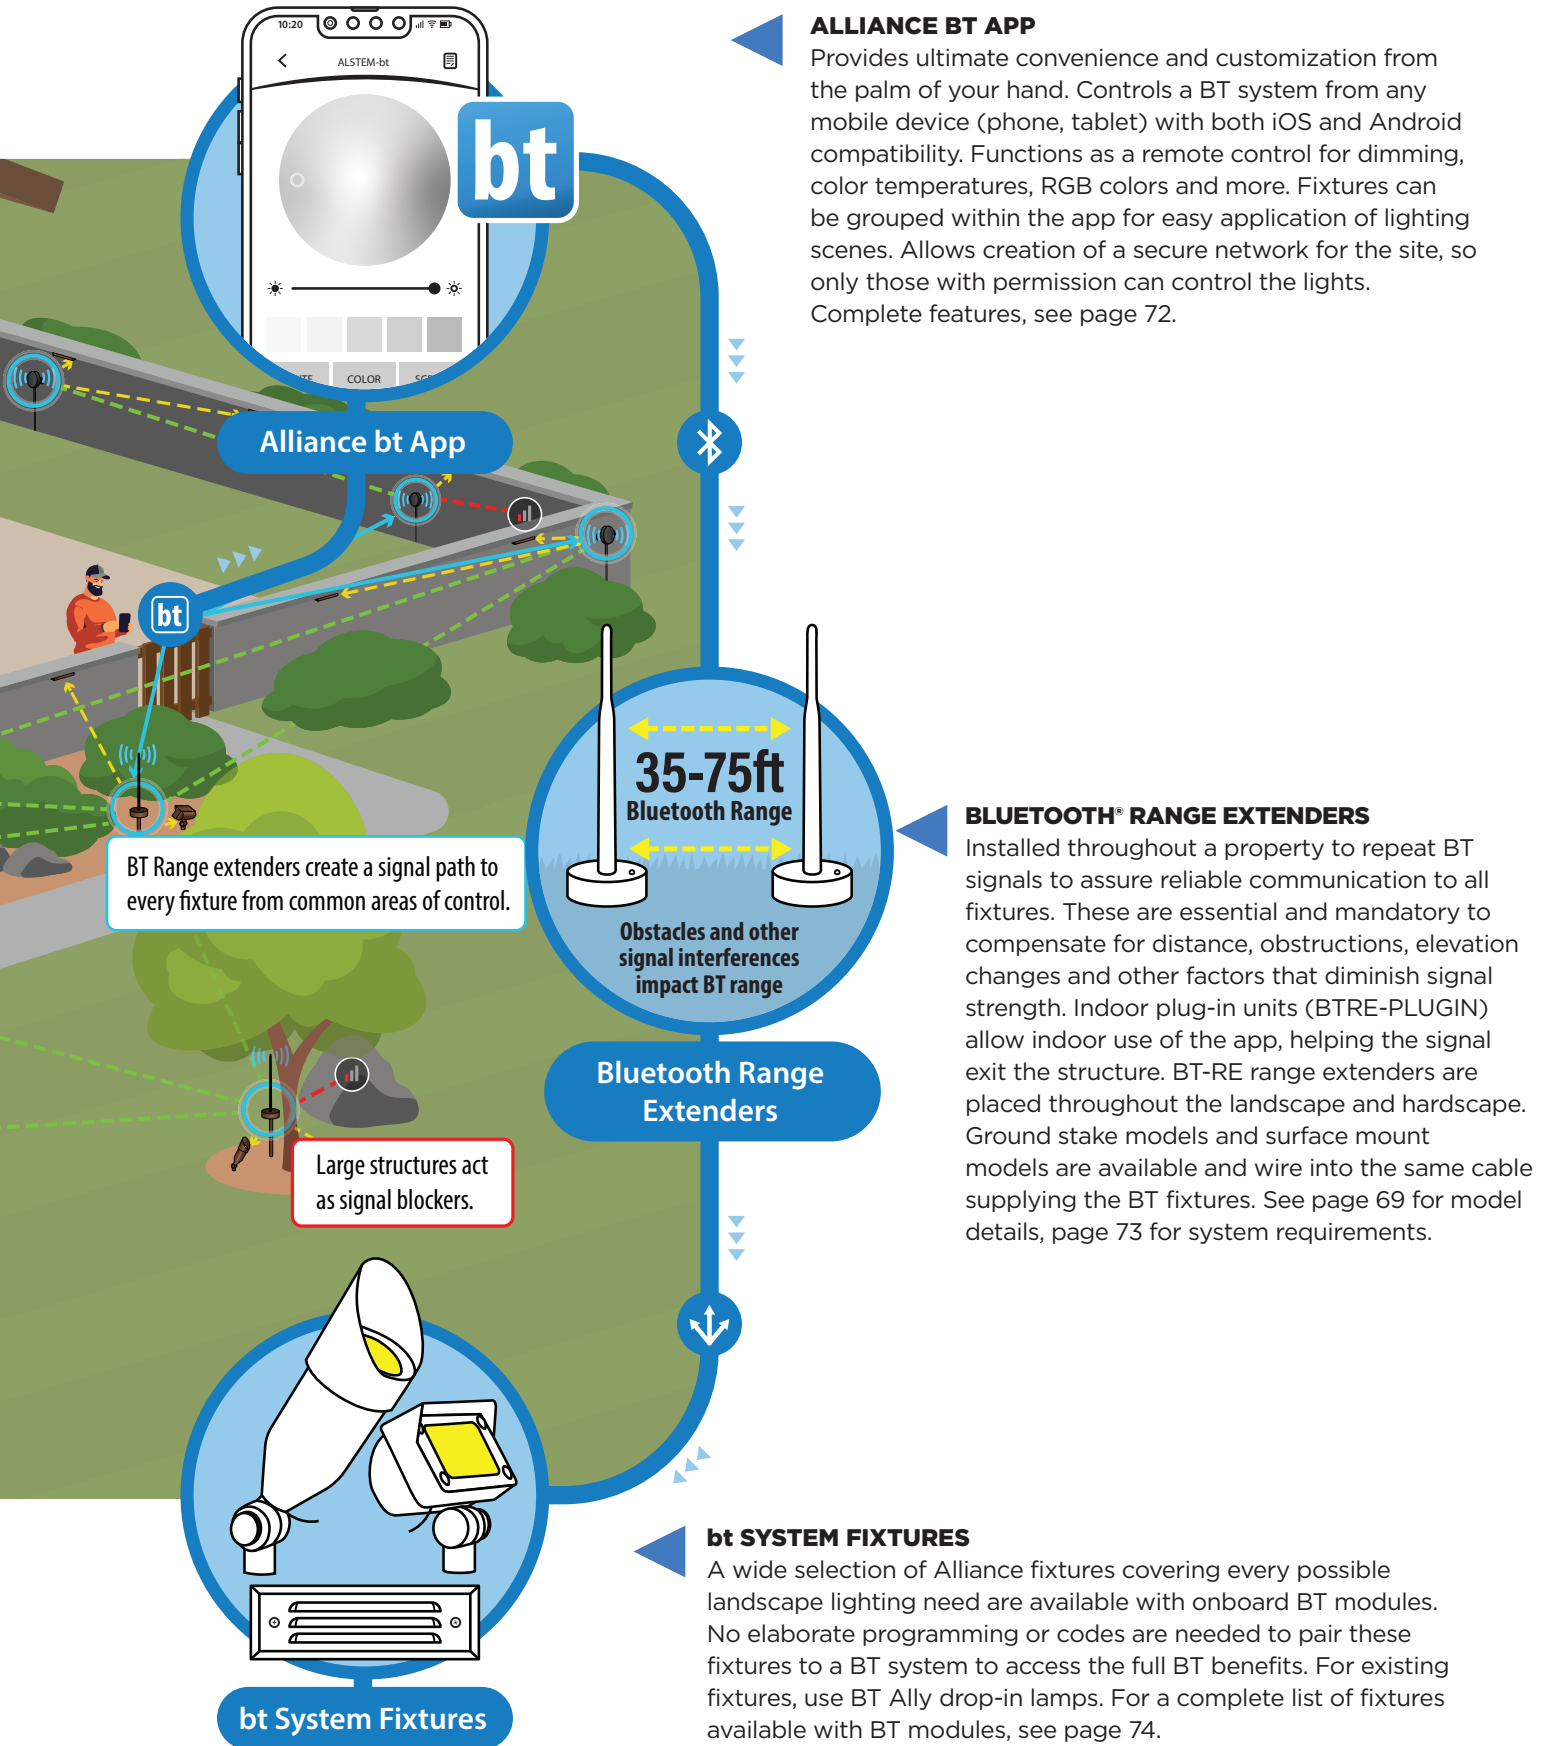 10:20
ALSTEM-bt
bt
COLOR
Alliance bt App
bt
ALLIANCE BT APP
Provides ultimate convenience and customization from
the palm of your hand. Controls a BT system from any
mobile device (phone, tablet) with both iOS and Android
compatibility. Functions as a remote control for dimming,
color temperatures, RGB colors and more. Fixtures can
be grouped within the app for easy application of lighting
scenes. Allows creation of a secure network for the site, so
only those with permission can control the lights.
Complete features, see page 72.
35-75ft
Bluetooth Range
Obstacles and other
signal interferences
impact BT range
Bluetooth Range
Extenders
BT Range extenders create a signal path to
every fixture from common areas of control.
Large structures act
as signal blockers.
BLUETOOTH® RANGE EXTENDERS
Installed throughout a property to repeat BT
signals to assure reliable communication to all
fixtures. These are essential and mandatory to
compensate for distance, obstructions, elevation
changes and other factors that diminish signal
strength. Indoor plug-in units (BTRE-PLUGIN)
allow indoor use of the app, helping the signal
exit the structure. BT-RE range extenders are
placed throughout the landscape and hardscape.
Ground stake models and surface mount
models are available and wire into the same cable
supplying the BT fixtures. See page 69 for model
details, page 73 for system requirements.
bt System Fixtures
bt SYSTEM FIXTURES
A wide selection of Alliance fixtures covering every possible
landscape lighting need are available with onboard BT modules.
No elaborate programming or codes are needed to pair these
fixtures to a BT system to access the full BT benefits. For existing
fixtures, use BT Ally drop-in lamps. For a complete list of fixtures
available with BT modules, see page 74.